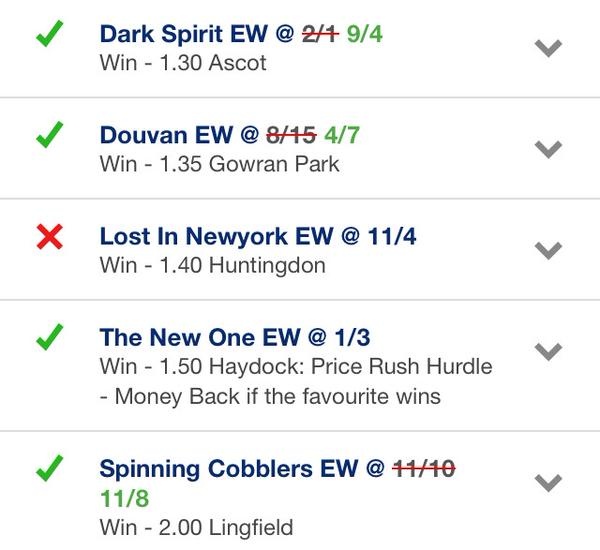 Dark Spirit EW @ 2/1 9/4
Win - 1.30 Ascot
Douvan EW @ 8/15 4/7
Win - 1.35 Gowran Park
Lost In Newyork EW @ 11/4
Win - 1.40 Huntingdon
The New One EW @ 1/3
Win - 1.50 Haydock: Price Rush Hurdle
- Money Back if the favourite wins
Spinning Cobblers EW @ 11/10
11/8
Win - 2.00 Lingfield